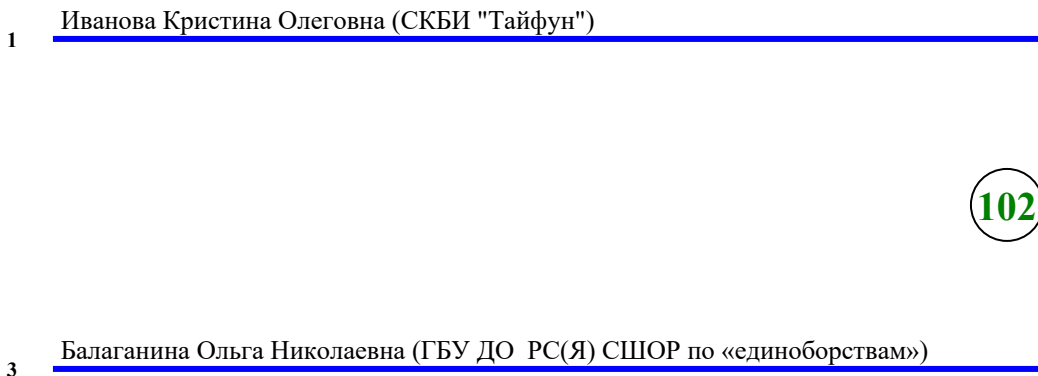 Иванова Кристина Олеговна (СКБИ "Тайфун")
1
102
Балаганина Ольга Николаевна (ГБУ ДО  РС(Я) СШОР по «единоборствам»)
3